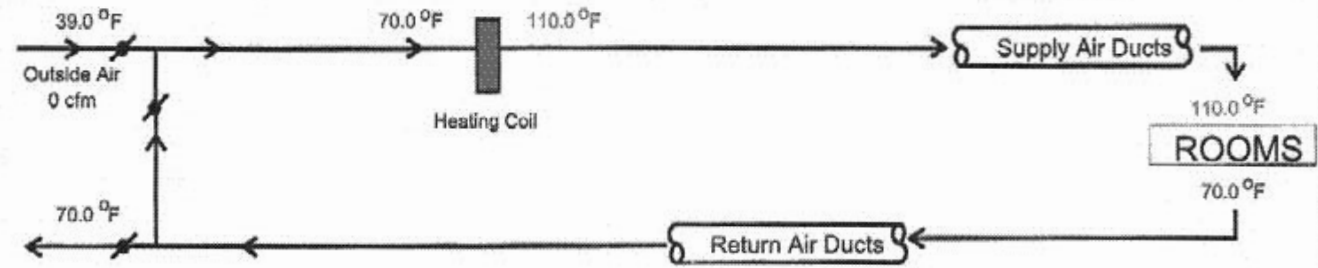 39.0 °F
70.0 °F
110.0 °F
Supply Air Ducts
Outside Air
0 cfm
Heating Coil
110.0 °F
ROOMS
70.0 °F
70.0 °F
Return Air Ducts